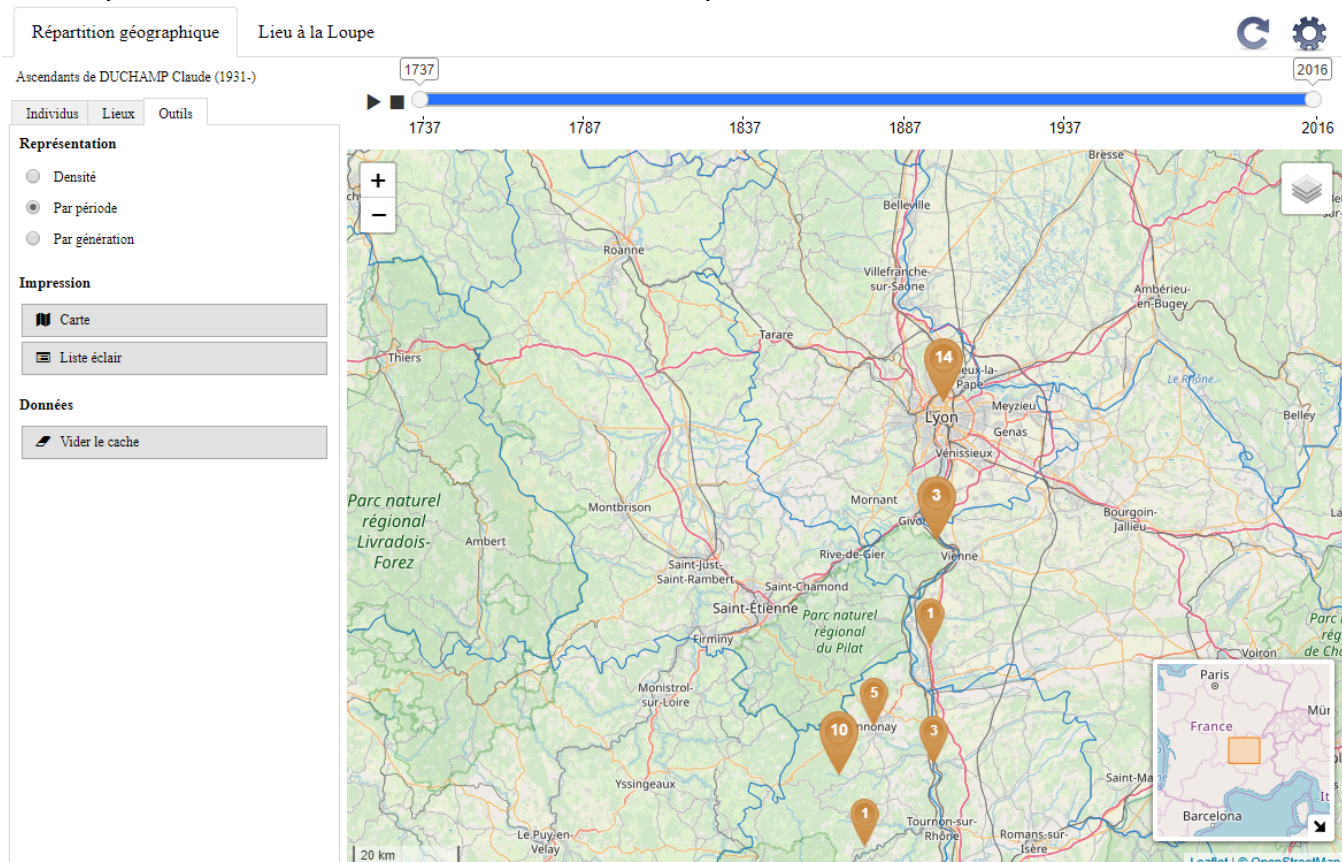 Répartition géographique
Lieu à la Loupe
Ascendants de DUCHAMP Claude (1931-)
Individus
Lieux
Outils
Représentation
Densité
Par période
Par génération
Impression
Carte
Liste éclair
Données
Vider le cache
1737
2016
1737
1787
1837
1887
1937
2016
+
−
Bresse
Belleville
Roanne
Villefranche-
sur-Saône
Ambérieu-
en-Bugey
Tarare
Thiers
14
Pape
Le Rhône
Lyon
Meyzieu
Belley
Genas
Vénissieux
3
Parc naturel
régional
Livradois-
Forez
Montbrison
Mornant
Bourgoin-
Jallieu
Ambert
Rive-de-Gier
Vienne
Saint-Just-
Saint-Rambert
Saint-Chamond
Saint-Étienne
1
Parc naturel
régional
du Pilat
Firminy
Voiron
Monistrol-
sur-Loire
5
10
3
Yssingeaux
1
Tournon-sur-
Rhône
Romans-sur-
Isère
Le Puy-en-
Velay
20 km
Paris
France
Barcelona
Leaflet | © OpenStreetMap